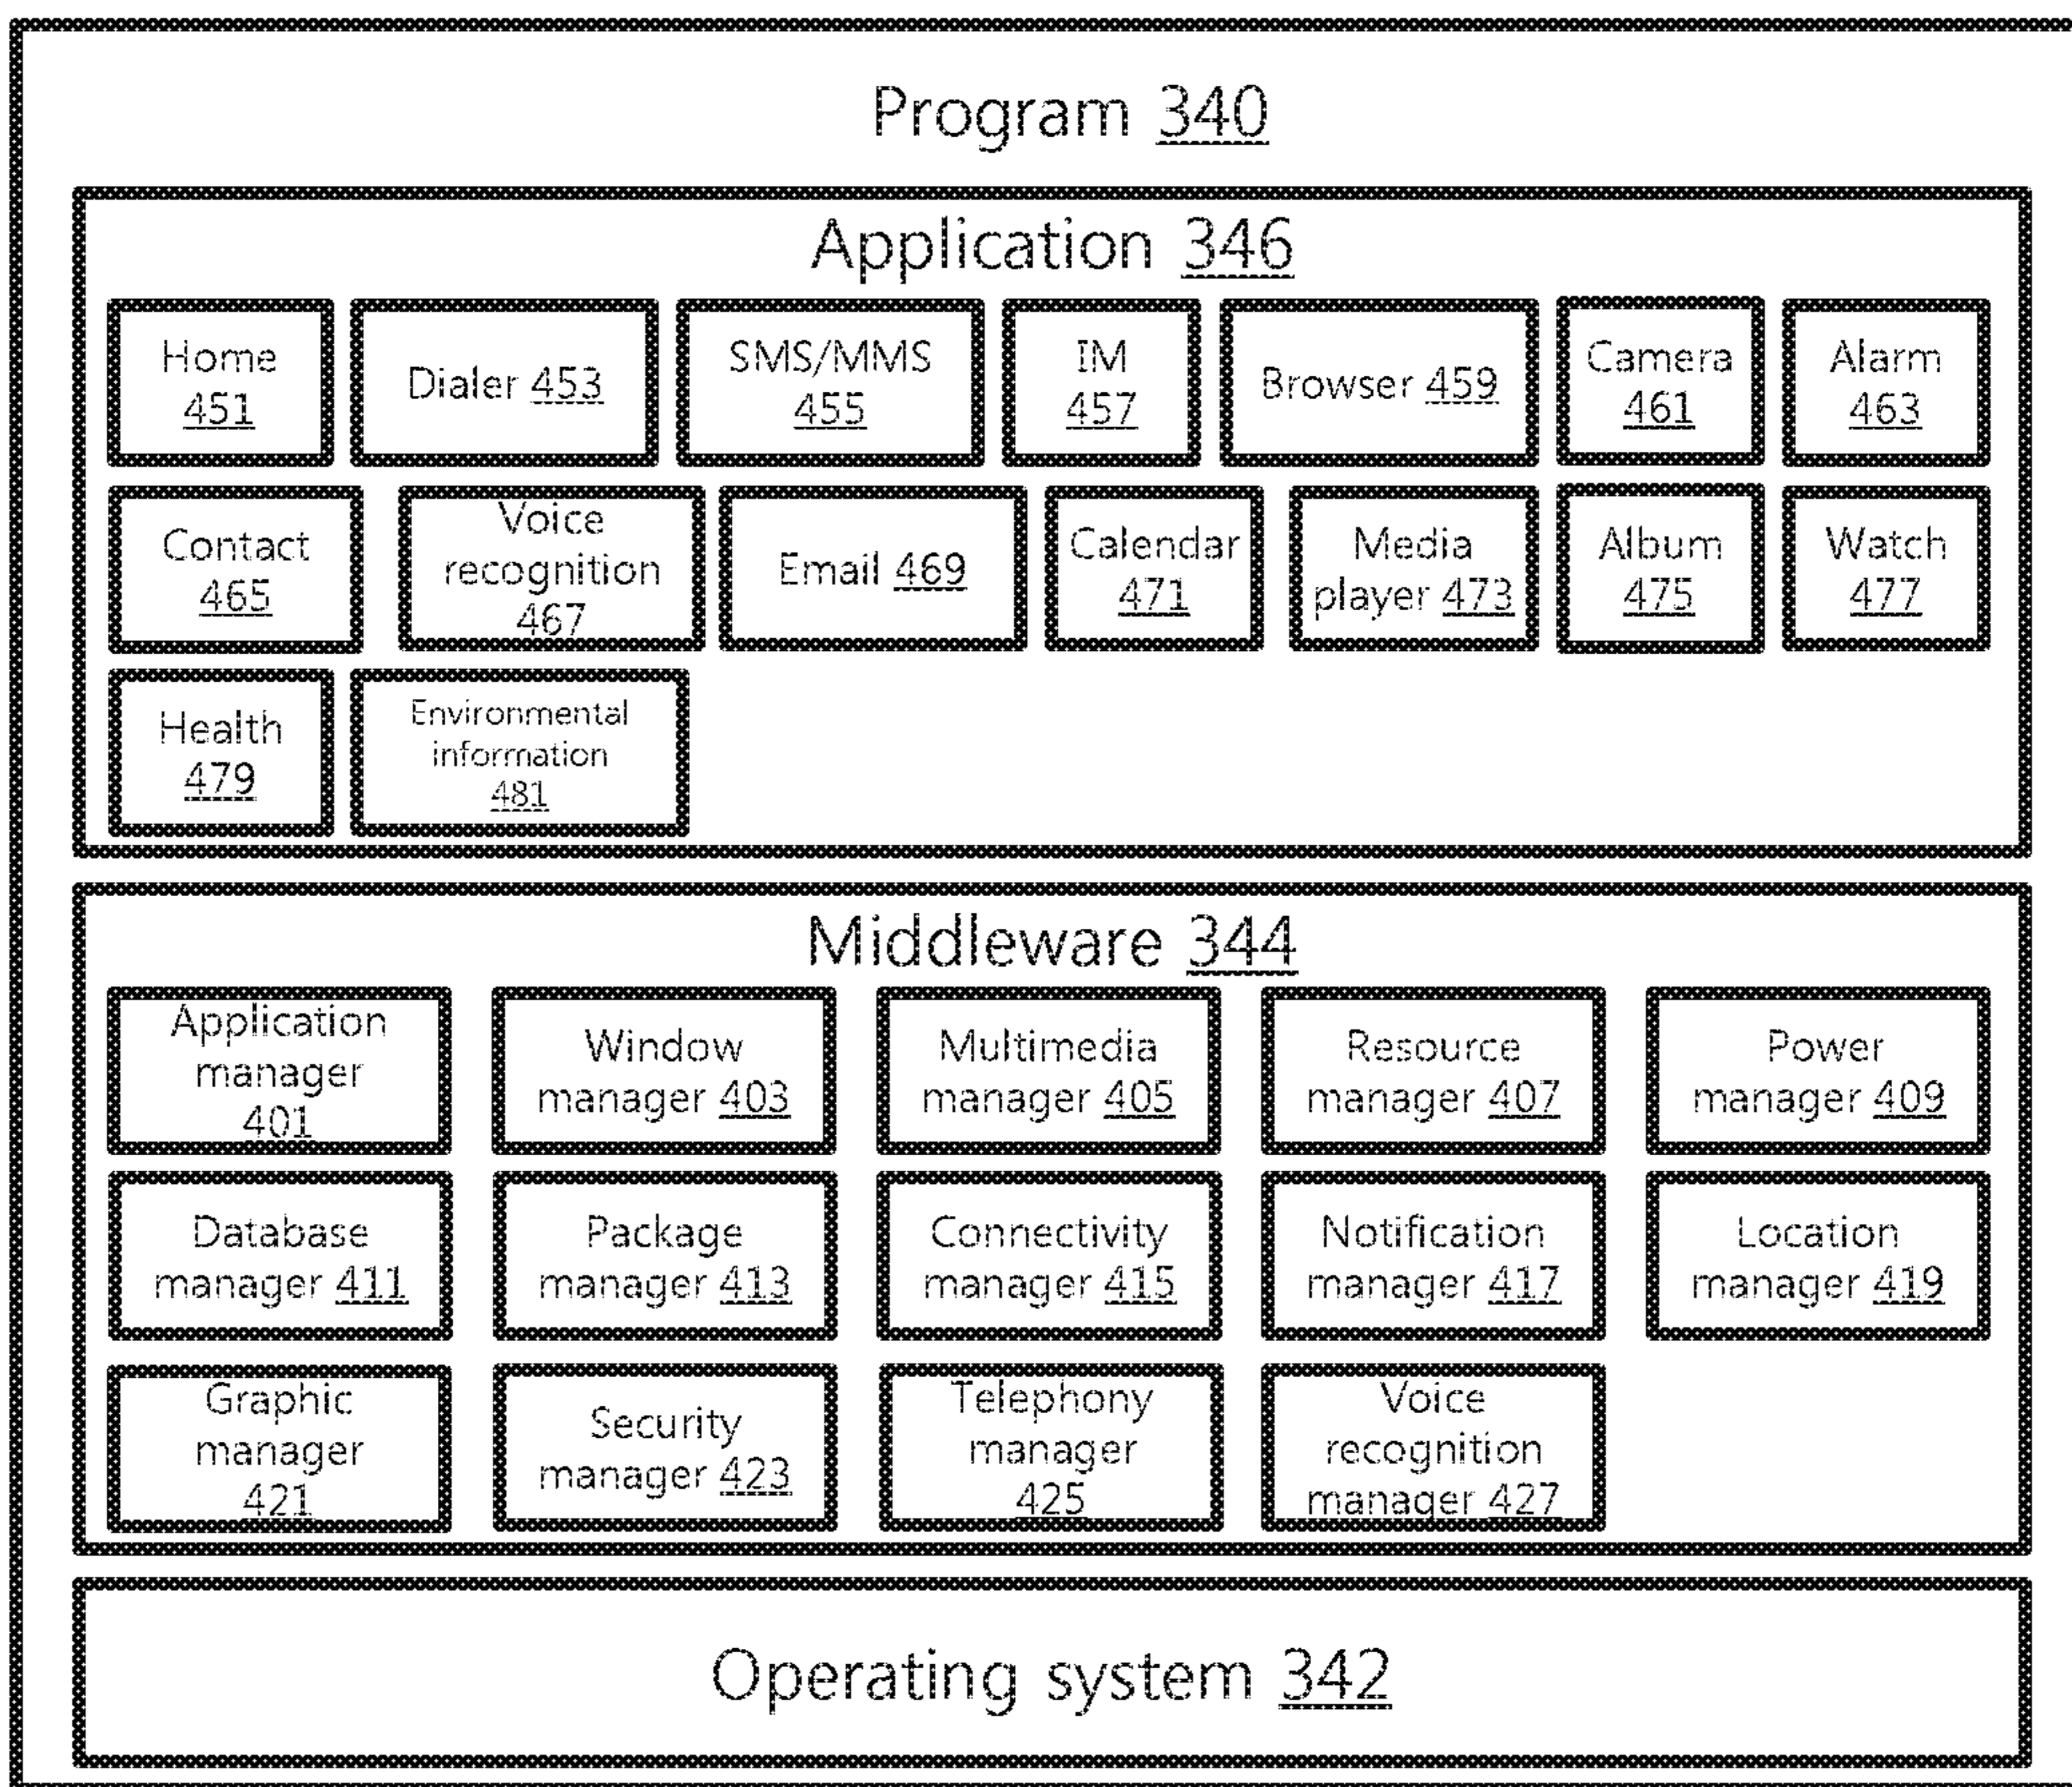 Program 340
Application 346
Home
451
Dialer 453
SMS/MMS
455
IM
457
Browser 459
Camera
461
Alarm
463
Contact
465
Voice
recognition
467
Email 469
Calendar
471
Media
player 473
Album
475
Watch
477
Health
479
Environmental
information
481
Middleware 344
Application
manager
401
Window
manager 403
Multimedia
manager 405
Resource
manager 407
Power
manager 409
Database
manager 411
Package
manager 413
Connectivity
manager 415
Notification
manager 417
Location
manager 419
Graphic
manager
421
Security
manager 423
Telephony
manager
425
Voice
recognition
manager 427
Operating system 342